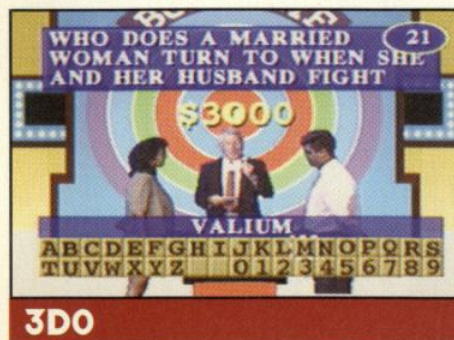 WHO DOES A MARRIED 21
WOMAN TURN TO WHEN SHE
AND HER HUSBAND FIGHT
$3000
VALIUM
ABCDEFGHIJKLMNOPQRS
TUVWXYZ 0123456789
3DO